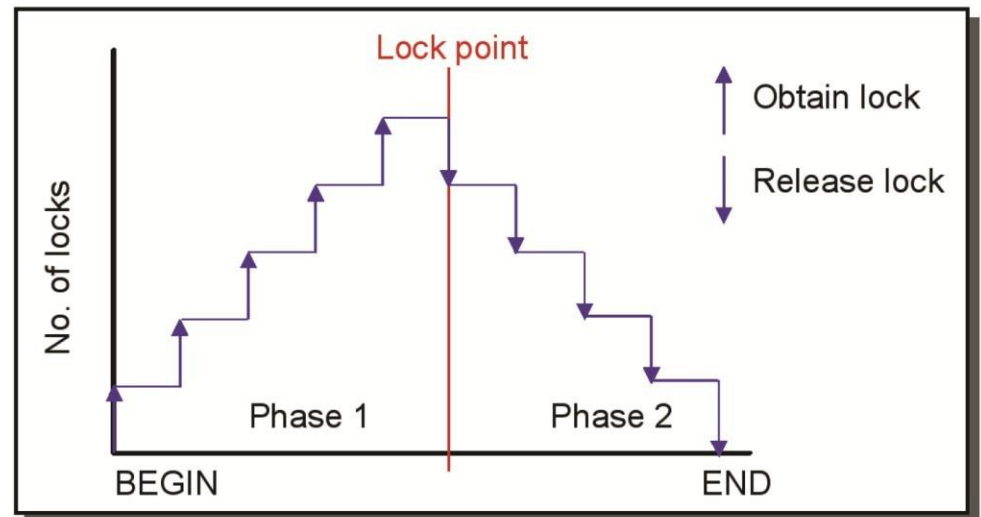 Lock point
Obtain lock
Release lock
No. of locks
Phase 1
Phase 2
BEGIN
END